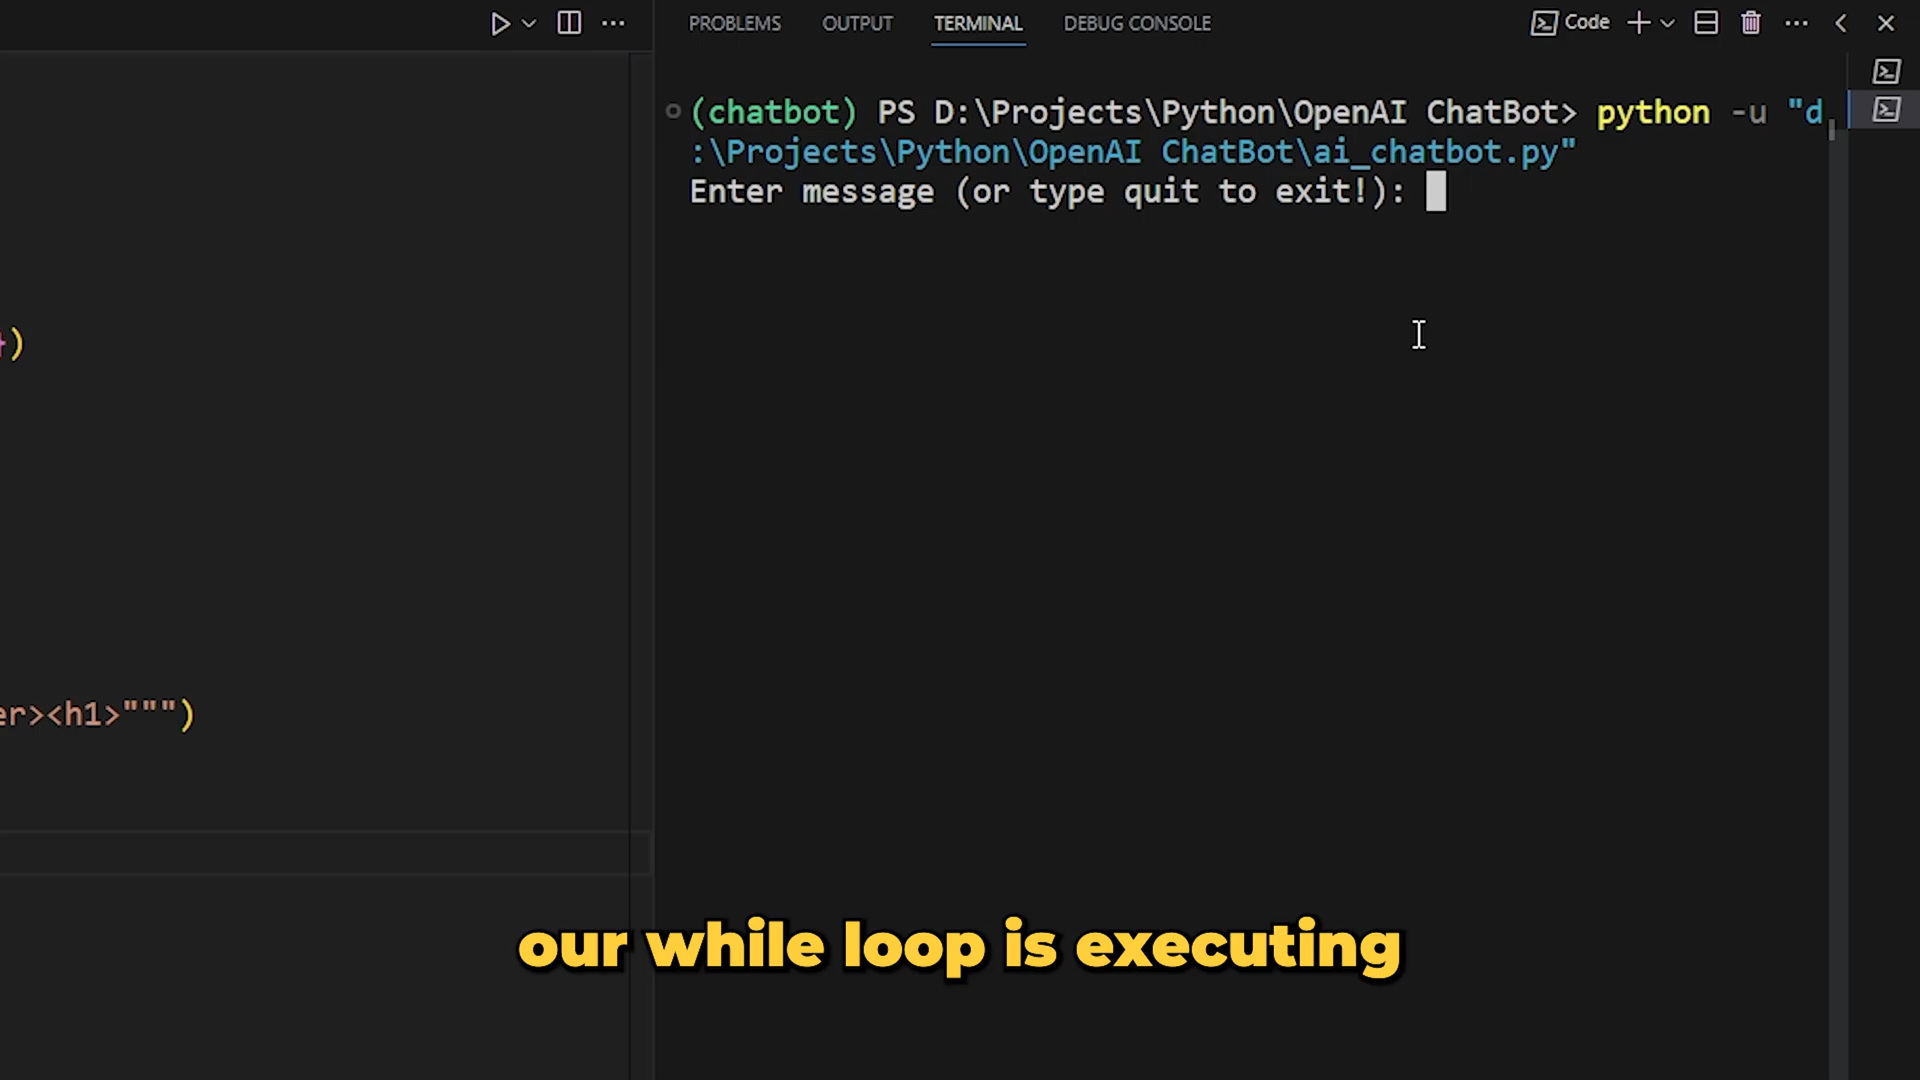 PROBLEMS OUTPUT TERMINAL DEBUG CONSOLE Code
(chatbot) PS D:\Projects\Python\OpenAI ChatBot> python -u "d
:\Projects\Python\OpenAI ChatBot\ai_chatbot.py"
Enter message (or type quit to exit!):
)
er><h1>""")
our while loop is executing